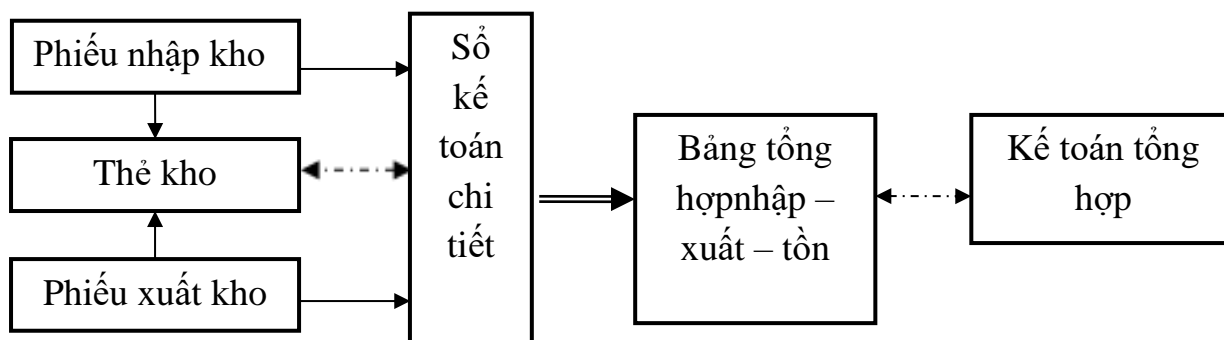 Phiếu nhập kho
Thẻ kho
Phiếu xuất kho
Sổ
kế
toán
chi
tiết
Bảng tổng
hợpnhập –
xuất – tồn
Kế toán tổng
hợp